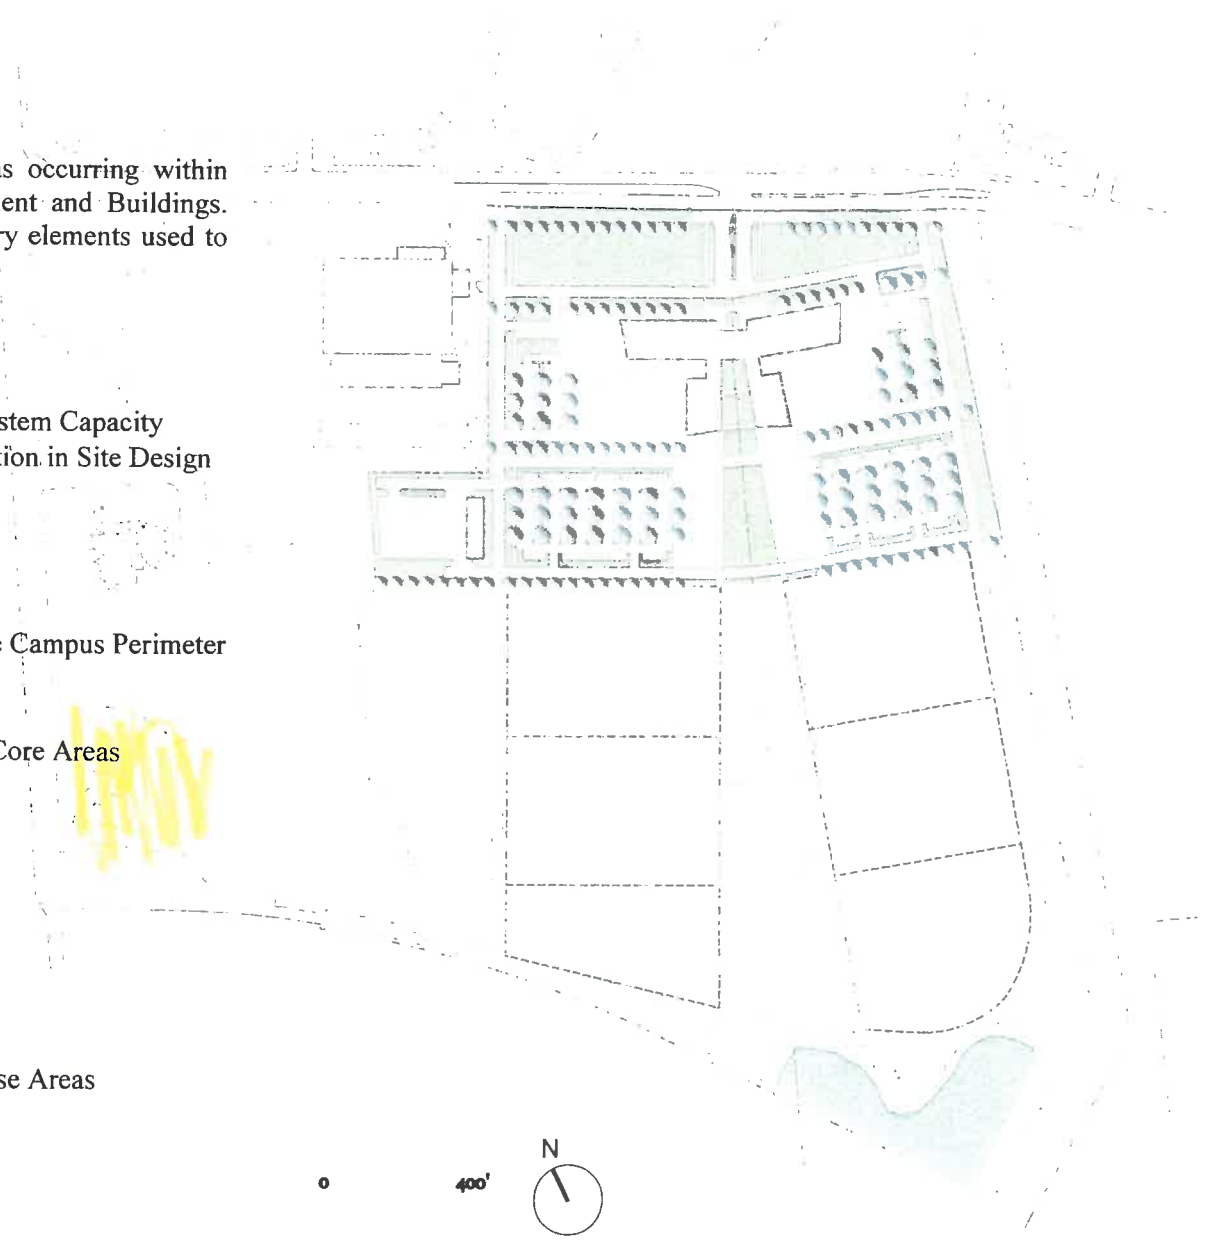 s occurring within
ent and Buildings.
ry elements used to
stem Capacity
tion in Site Design
Campus Perimeter
Core Areas
se Areas
N
0 400'